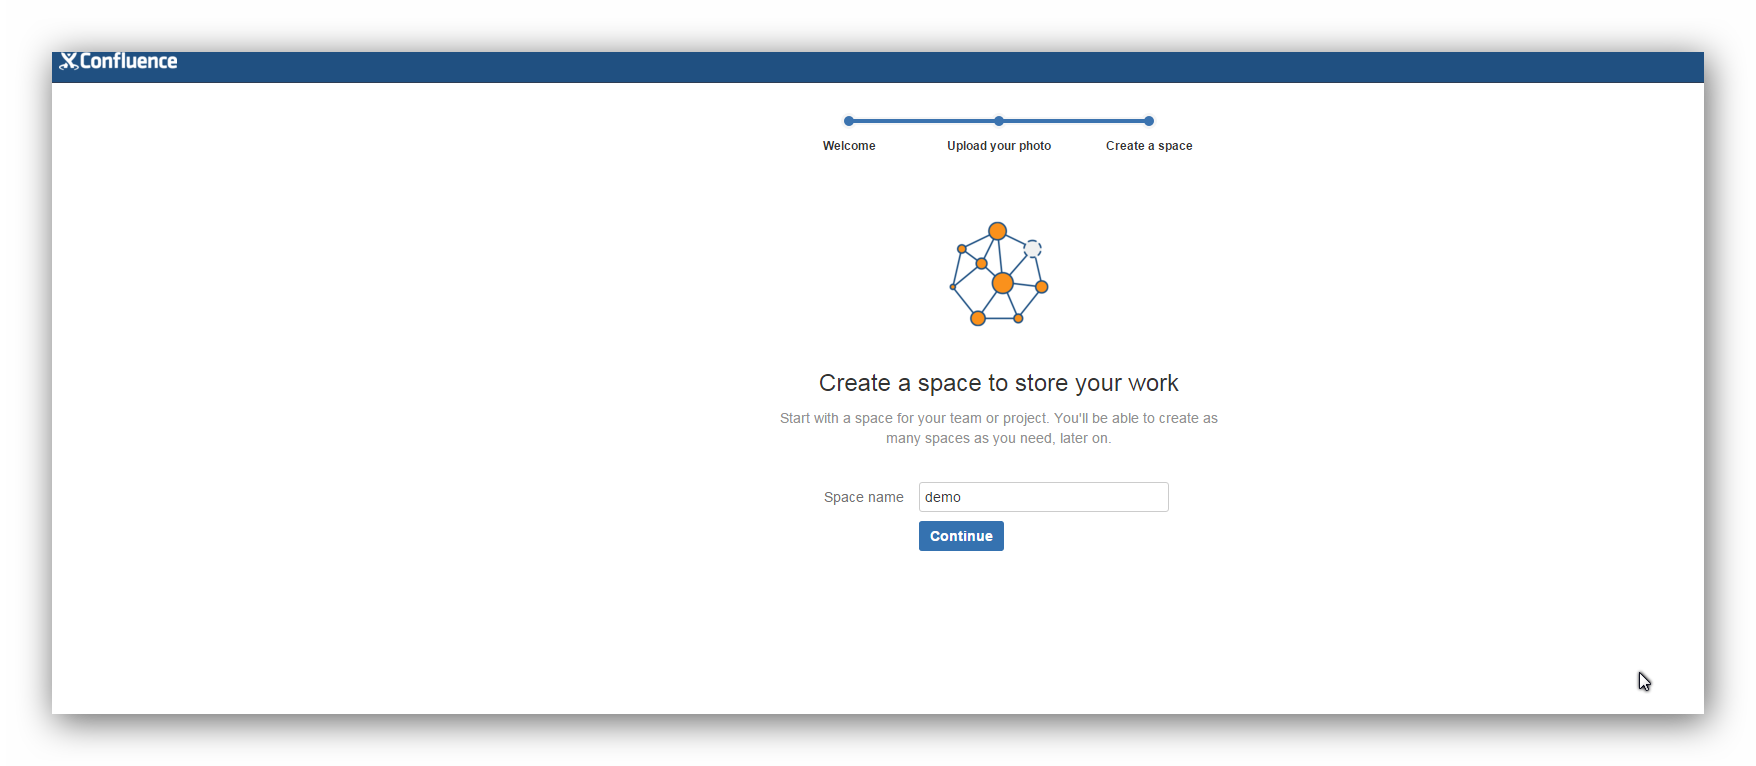 Confluence
Welcome
Upload your photo
Create a space
Create a space to store your work
Start with a space for your team or project. You'll be able to create as
many spaces as you need, later on.
Space name
demo
Continue